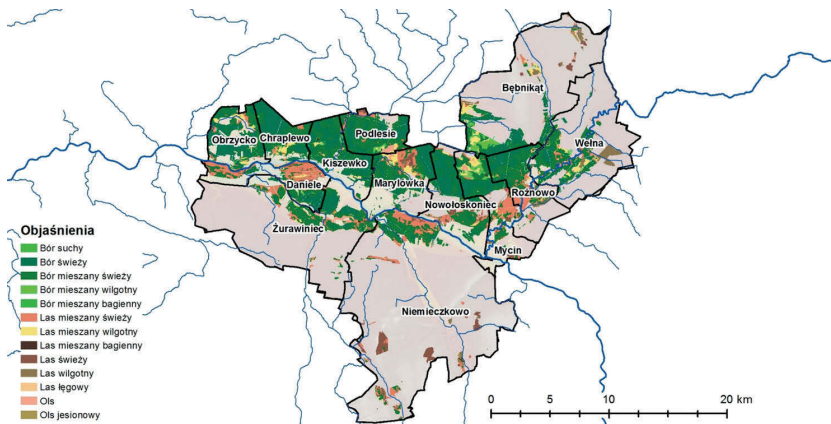 Bębnikąt
Wełna
Obrzycko
Chraplewo
Podlesie
Kiszewko
Daniele
Marylówka
Rożnowo
Nowołoskoniec
Żurawiniec
Mycin
Niemieczkowo
Objaśnienia
Bór suchy
Bór świeży
Bór mieszany świeży
Bór mieszany wilgotny
Bór mieszany bagienny
Las mieszany świeży
Las mieszany wilgotny
Las mieszany bagienny
Las świeży
Las wilgotny
Las łęgowy
Ols
Ols jesionowy
0 5 10 20 km